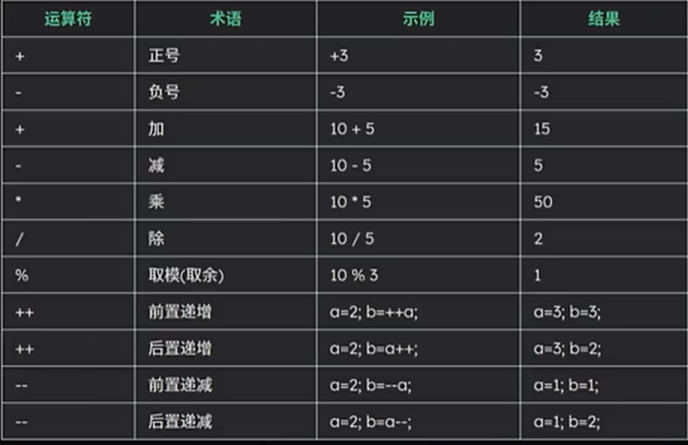 运算符 术语 示例 结果
+ 正号 +3 3
- 负号 -3 -3
+ 加 10 + 5 15
- 减 10 - 5 5
* 乘 10 * 5 50
/ 除 10 / 5 2
% 取模(取余) 10 % 3 1
++ 前置递增 a=2; b=++a; a=3; b=3;
++ 后置递增 a=2; b=a++; a=3; b=2;
-- 前置递减 a=2; b=--a; a=1; b=1;
-- 后置递减 a=2; b=a--; a=1; b=2;